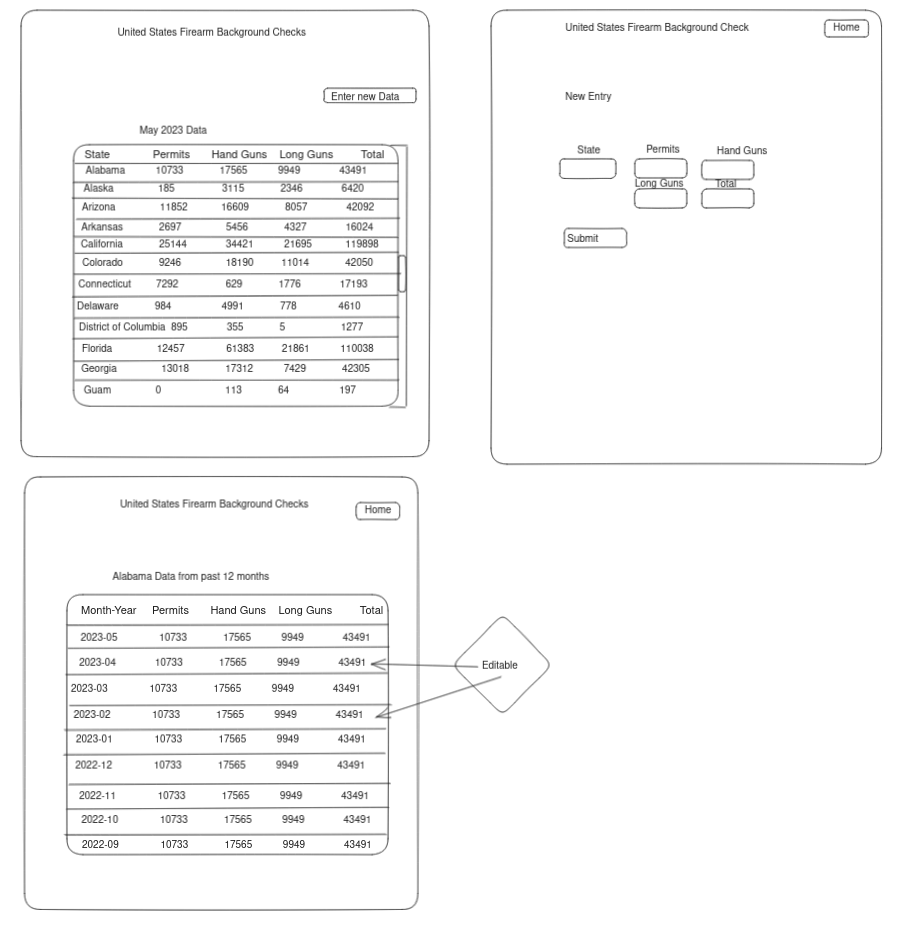 United States Firearm Background Checks
Enter new Data
May 2023 Data
State Permits Hand Guns Long Guns Total
Alabama 10733 17565 9949 43491
Alaska 185 3115 2346 6420
Arizona 11852 16609 8057 42092
Arkansas 2697 5456 4327 16024
California 25144 34421 21695 119898
Colorado 9246 18190 11014 42050
Connecticut 7292 629 1776 17193
Delaware 984 4991 778 4610
District of Columbia 895 355 5 1277
Florida 12457 61383 21861 110038
Georgia 13018 17312 7429 42305
Guam 0 113 64 197
United States Firearm Background Check
Home
New Entry
State Permits Hand Guns
Long Guns Total
Submit
United States Firearm Background Checks
Home
Alabama Data from past 12 months
Month-Year Permits Hand Guns Long Guns Total
2023-05 10733 17565 9949 43491
2023-04 10733 17565 9949 43491
2023-03 10733 17565 9949 43491
2023-02 10733 17565 9949 43491
2023-01 10733 17565 9949 43491
2022-12 10733 17565 9949 43491
2022-11 10733 17565 9949 43491
2022-10 10733 17565 9949 43491
2022-09 10733 17565 9949 43491
Editable